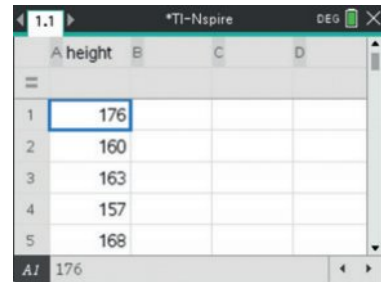 1.1 *TI-Nspire DEG
A height B C D
=
1 176
2 160
3 163
4 157
5 168
A1 176